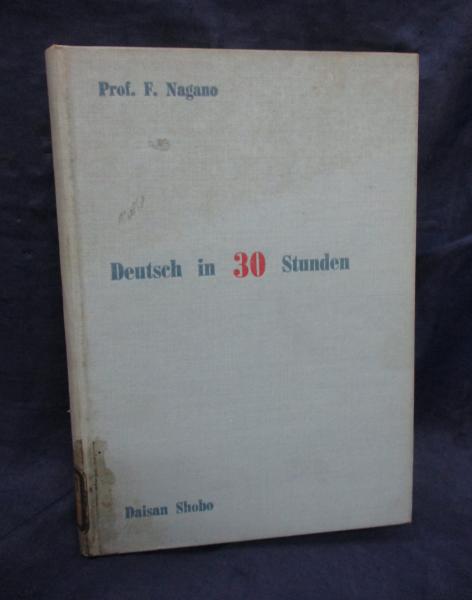 Prof. F. Nagano
Deutsch in 30 Stunden
Daisan Shobo